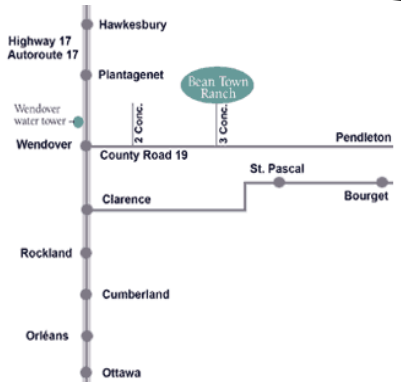 Hawkesbury
Highway 17
Autoroute 17
Plantagenet
Bean Town
Ranch
Wendover
water tower
2 Conc.
3 Conc.
Wendover
Pendleton
County Road 19
St. Pascal
Clarence
Bourget
Rockland
Cumberland
Orléans
Ottawa